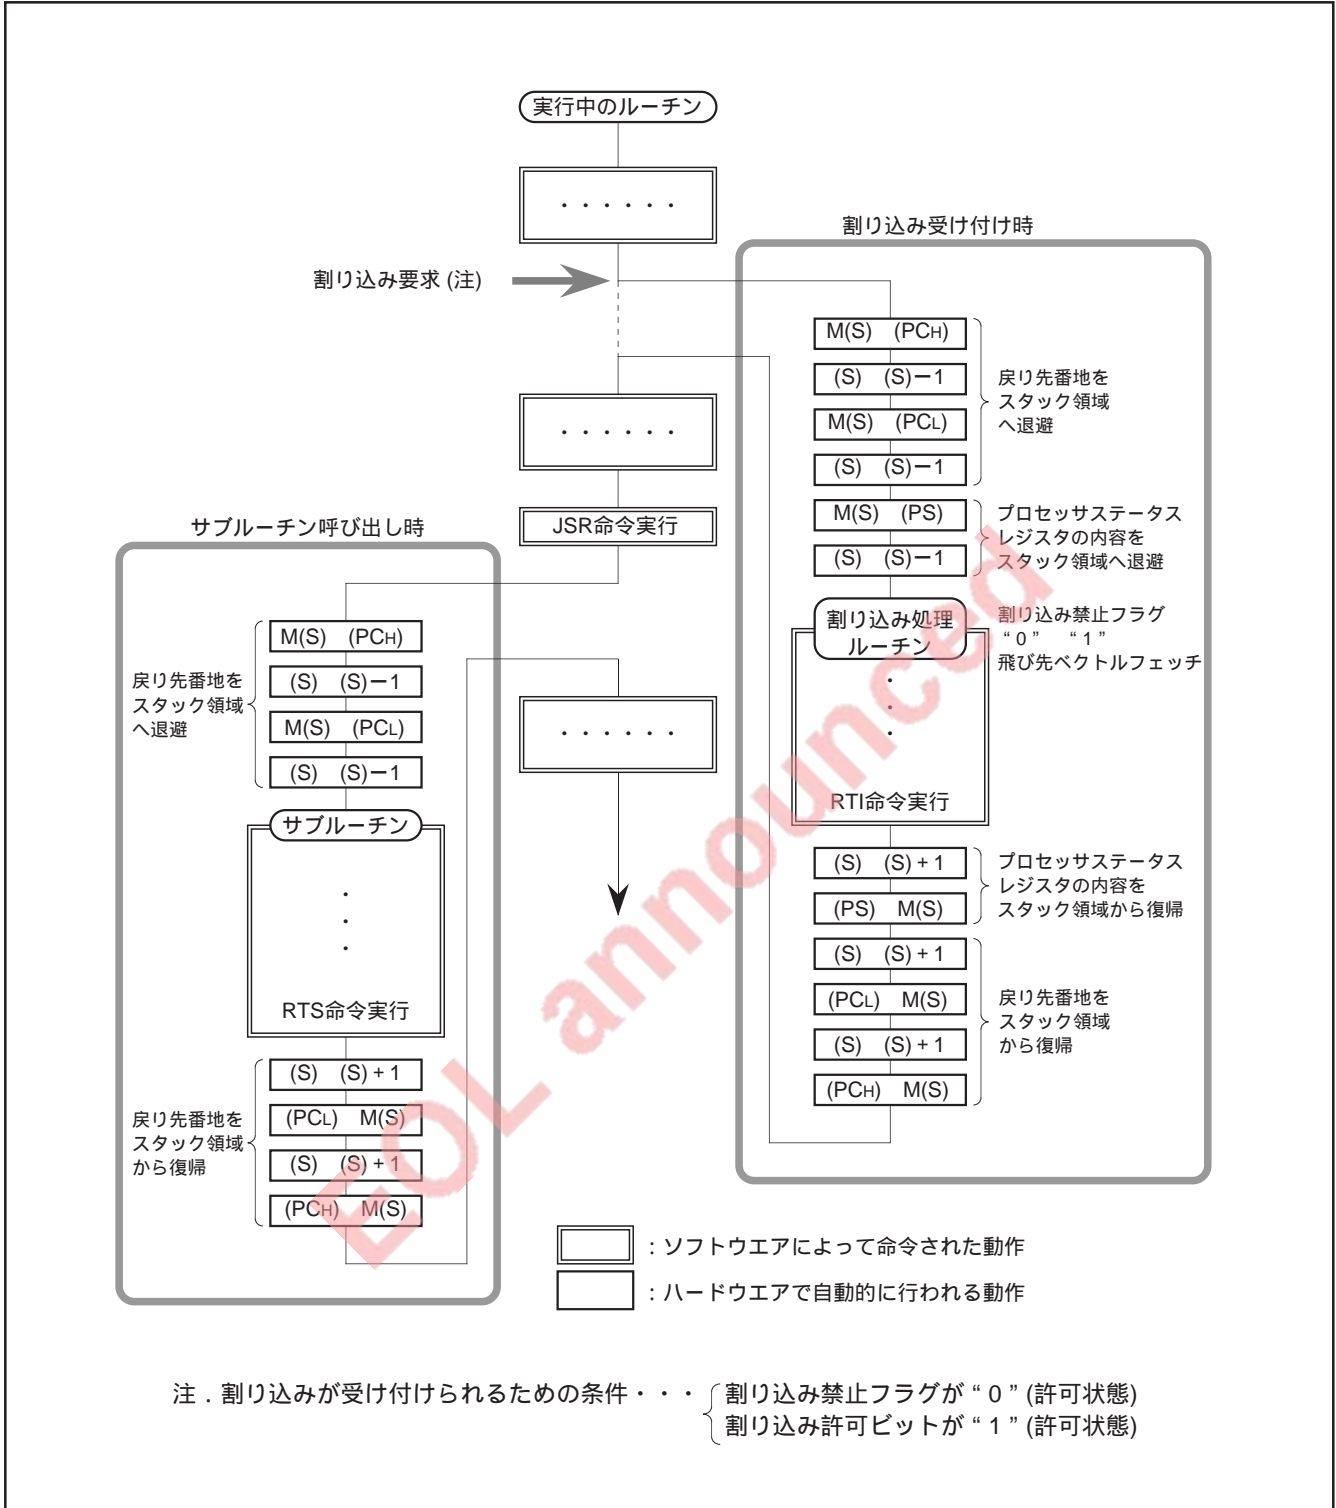 実行中のルーチン
・・・・・・
割り込み要求 (注)
・・・・・・
JSR命令実行
サブルーチン呼び出し時
M(S) (PCH)
(S) (S)－1
M(S) (PCL)
(S) (S)－1
戻り先番地を
スタック領域
へ退避
サブルーチン
・
・
・
RTS命令実行
(S) (S)+1
(PCL) M(S)
(S) (S)+1
(PCH) M(S)
戻り先番地を
スタック領域
から復帰
・・・・・・
割り込み受け付け時
M(S) (PCH)
(S) (S)－1
M(S) (PCL)
(S) (S)－1
戻り先番地を
スタック領域
へ退避
M(S) (PS)
(S) (S)－1
プロセッサステータス
レジスタの内容を
スタック領域へ退避
割り込み処理
ルーチン
・
・
・
RTI命令実行
割り込み禁止フラグ
“0” “1”
飛び先ベクトルフェッチ
(S) (S)+1
(PS) M(S)
プロセッサステータス
レジスタの内容を
スタック領域から復帰
(S) (S)+1
(PCL) M(S)
(S) (S)+1
(PCH) M(S)
戻り先番地を
スタック領域
から復帰
：ソフトウエアによって命令された動作
：ハードウエアで自動的に行われる動作
注．割り込みが受け付けられるための条件・・・
割り込み禁止フラグが“0”(許可状態)
割り込み許可ビットが“1”(許可状態)
EOL announced